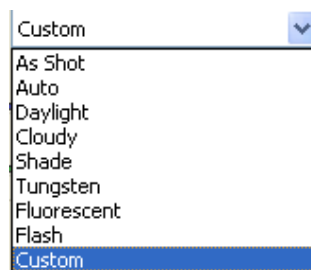 Custom
As Shot
Auto
Daylight
Cloudy
Shade
Tungsten
Fluorescent
Flash
Custom